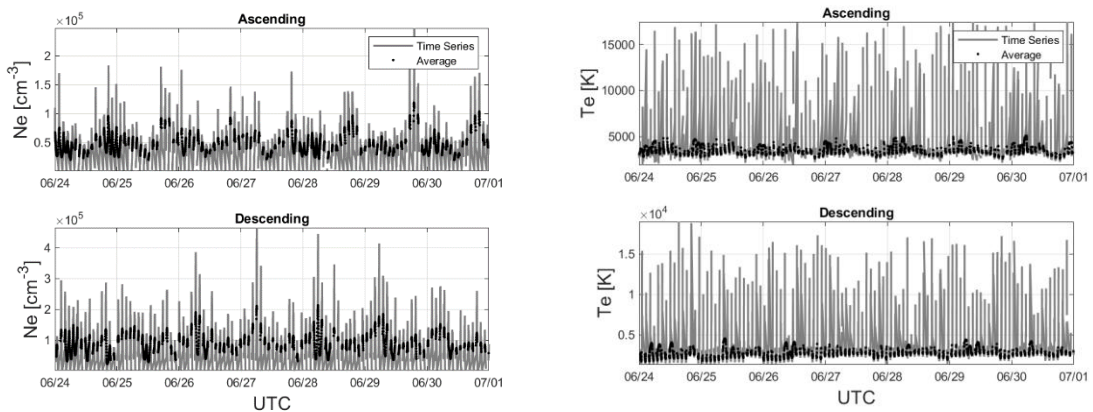 Ascending
×10⁵
Ne [cm⁻³]
2
1.5
1
0.5
Time Series
Average
06/24 06/25 06/26 06/27 06/28 06/29 06/30 07/01
Descending
×10⁵
Ne [cm⁻³]
4
3
2
1
06/24 06/25 06/26 06/27 06/28 06/29 06/30 07/01
UTC
Ascending
Te [K]
15000
10000
5000
Time Series
Average
06/24 06/25 06/26 06/27 06/28 06/29 06/30 07/01
Descending
×10⁴
Te [K]
1.5
1
0.5
06/24 06/25 06/26 06/27 06/28 06/29 06/30 07/01
UTC